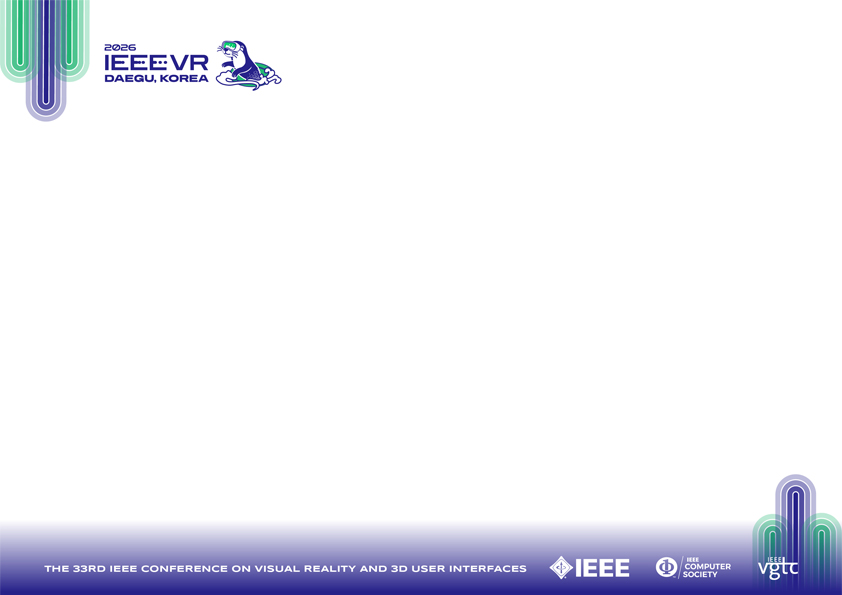 2026
IEEEVR
DAEGU, KOREA
THE 33RD IEEE CONFERENCE ON VISUAL REALITY AND 3D USER INTERFACES
IEEE
IEEE
COMPUTER
SOCIETY
IEEE
vgtc